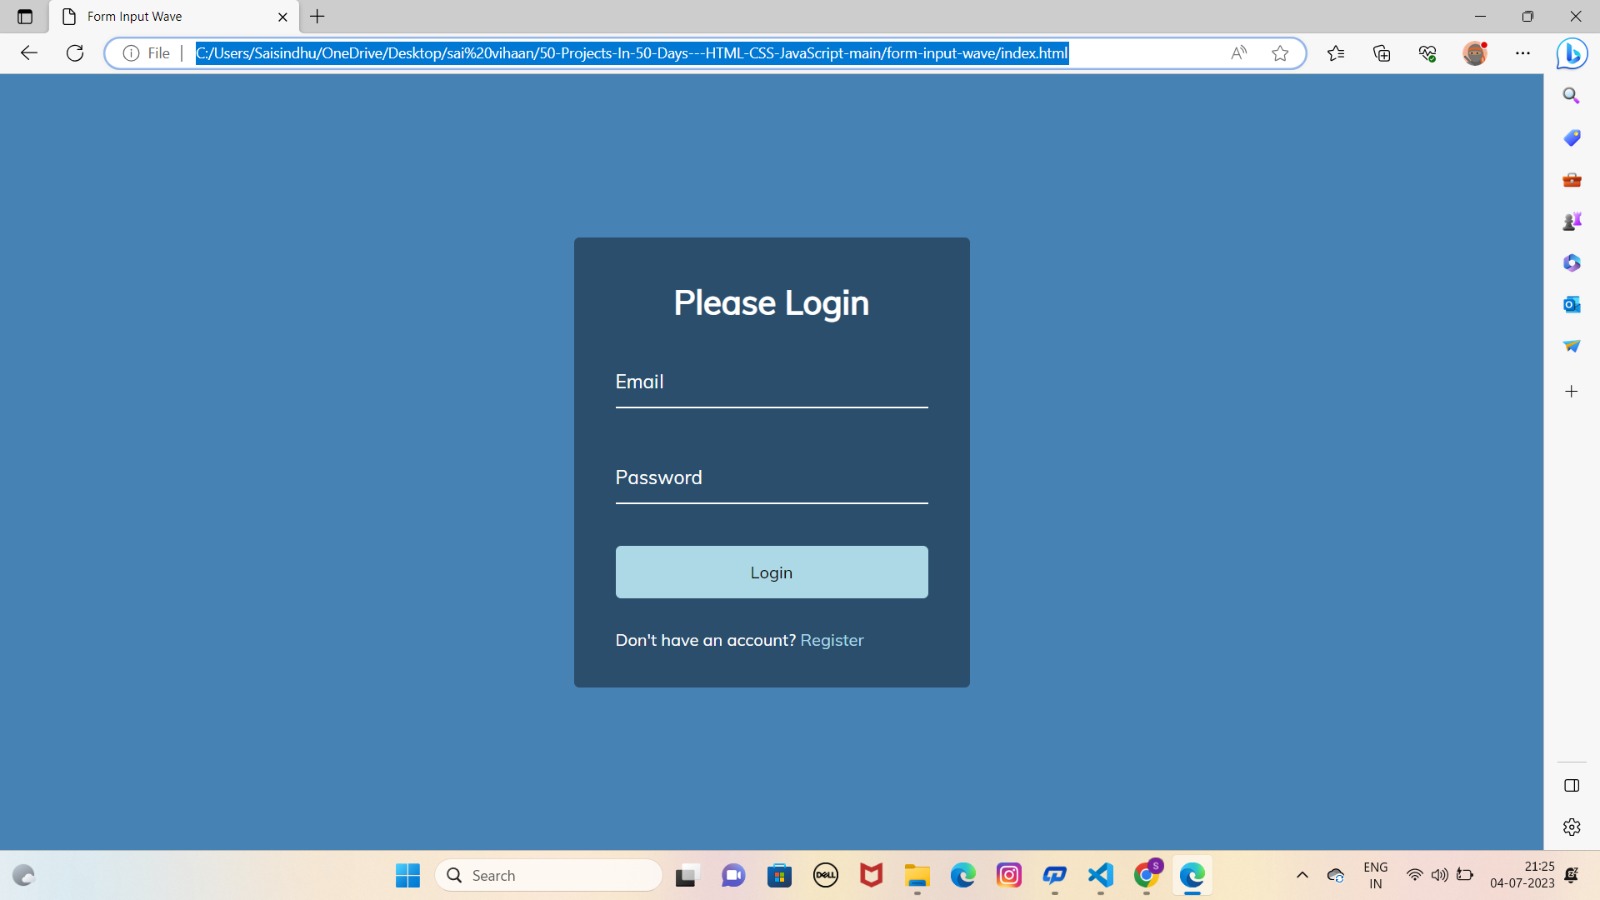 Form Input Wave
File
C:/Users/Saisindhu/OneDrive/Desktop/sai%20vihaan/50-Projects-In-50-Days---HTML-CSS-JavaScript-main/form-input-wave/index.html
Please Login
Email
Password
Login
Don't have an account? Register
Search
DELL
S
ENG
IN
21:25
04-07-2023